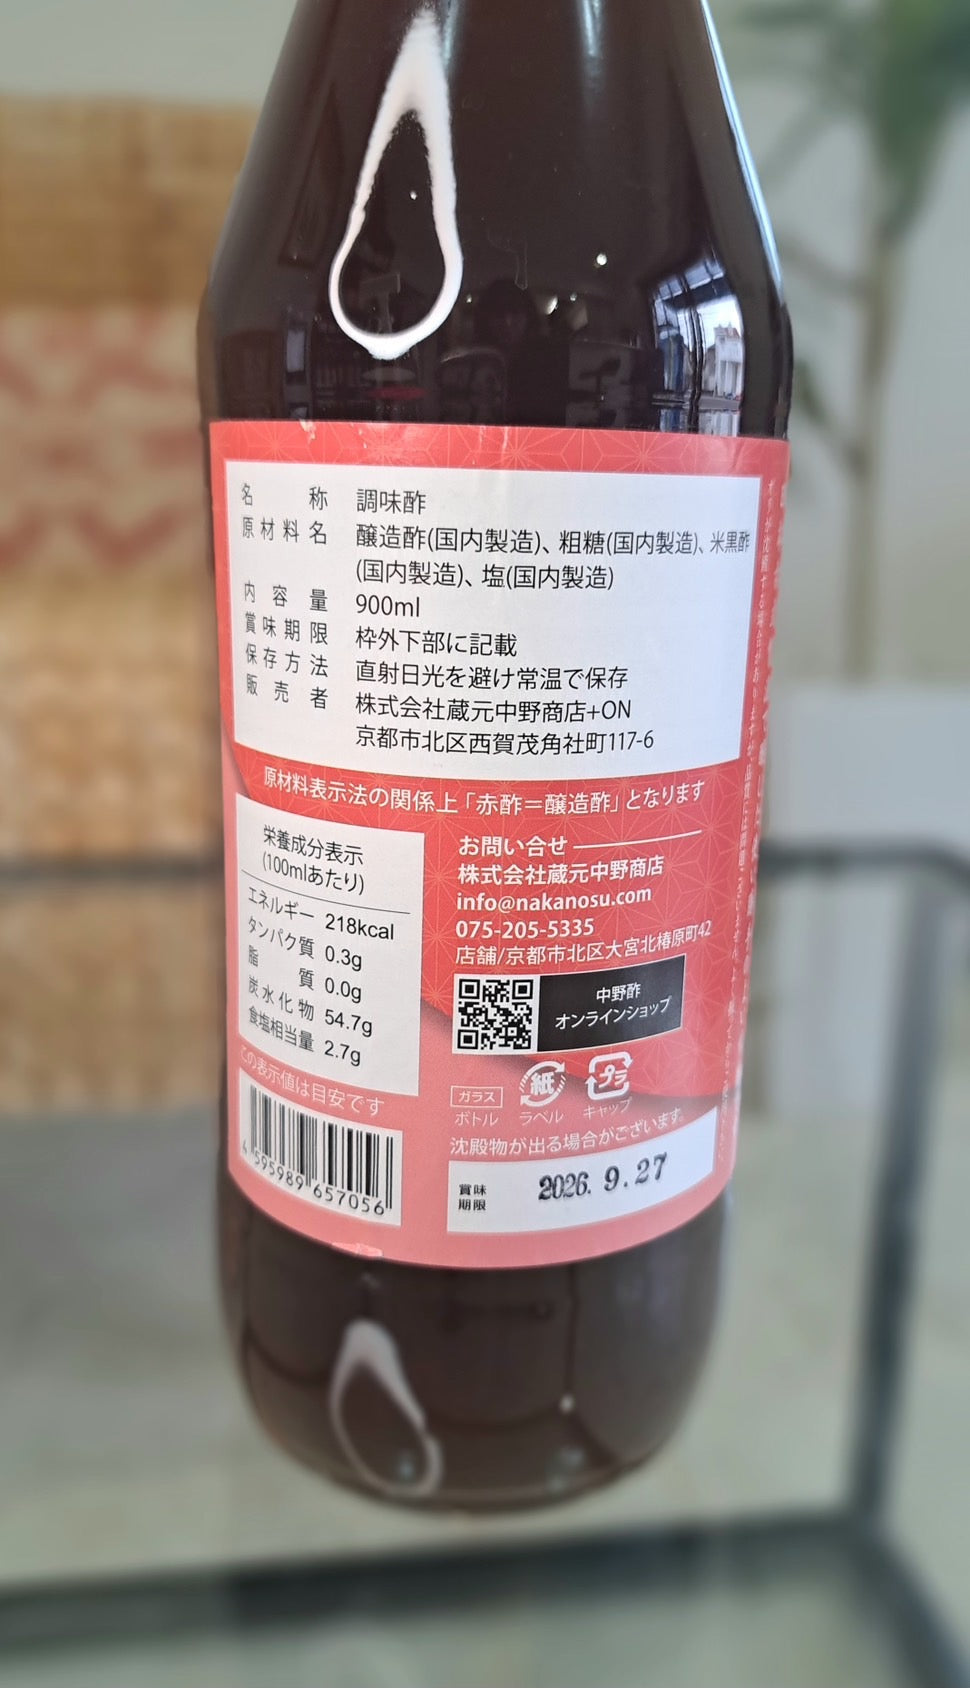 名称 調味酢
原材料名 醸造酢(国内製造)、粗糖(国内製造)、米黒酢
(国内製造)、塩(国内製造)
内容量 900ml
賞味期限 枠外下部に記載
保存方法 直射日光を避け常温で保存
販売者 株式会社蔵元中野商店+ON
京都市北区西賀茂角社町117-6
原材料表示法の関係上「赤酢=醸造酢」となります
栄養成分表示
(100mlあたり)
エネルギー 218kcal
タンパク質 0.3g
脂質 0.0g
炭水化物 54.7g
食塩相当量 2.7g
この表示値は目安です
4 595989 657056
お問い合せ
株式会社蔵元中野商店
info@nakanosu.com
075-205-5335
店舗/京都市北区大宮北椿原町42
中野酢
オンラインショップ
ガラス
ボトル
紙
ラベル
プラ
キャップ
沈殿物が出る場合がございます。
賞味
期限
2026. 9. 27